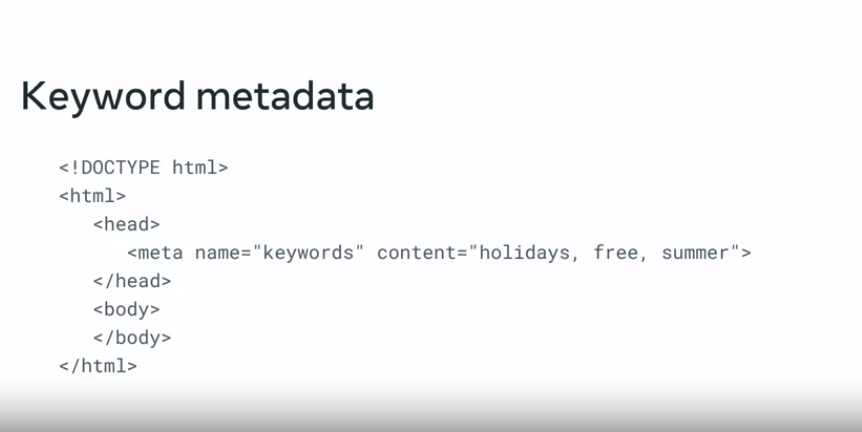 Keyword metadata
<!DOCTYPE html>
<html>
<head>
<meta name="keywords" content="holidays, free, summer">
</head>
<body>
</body>
</html>